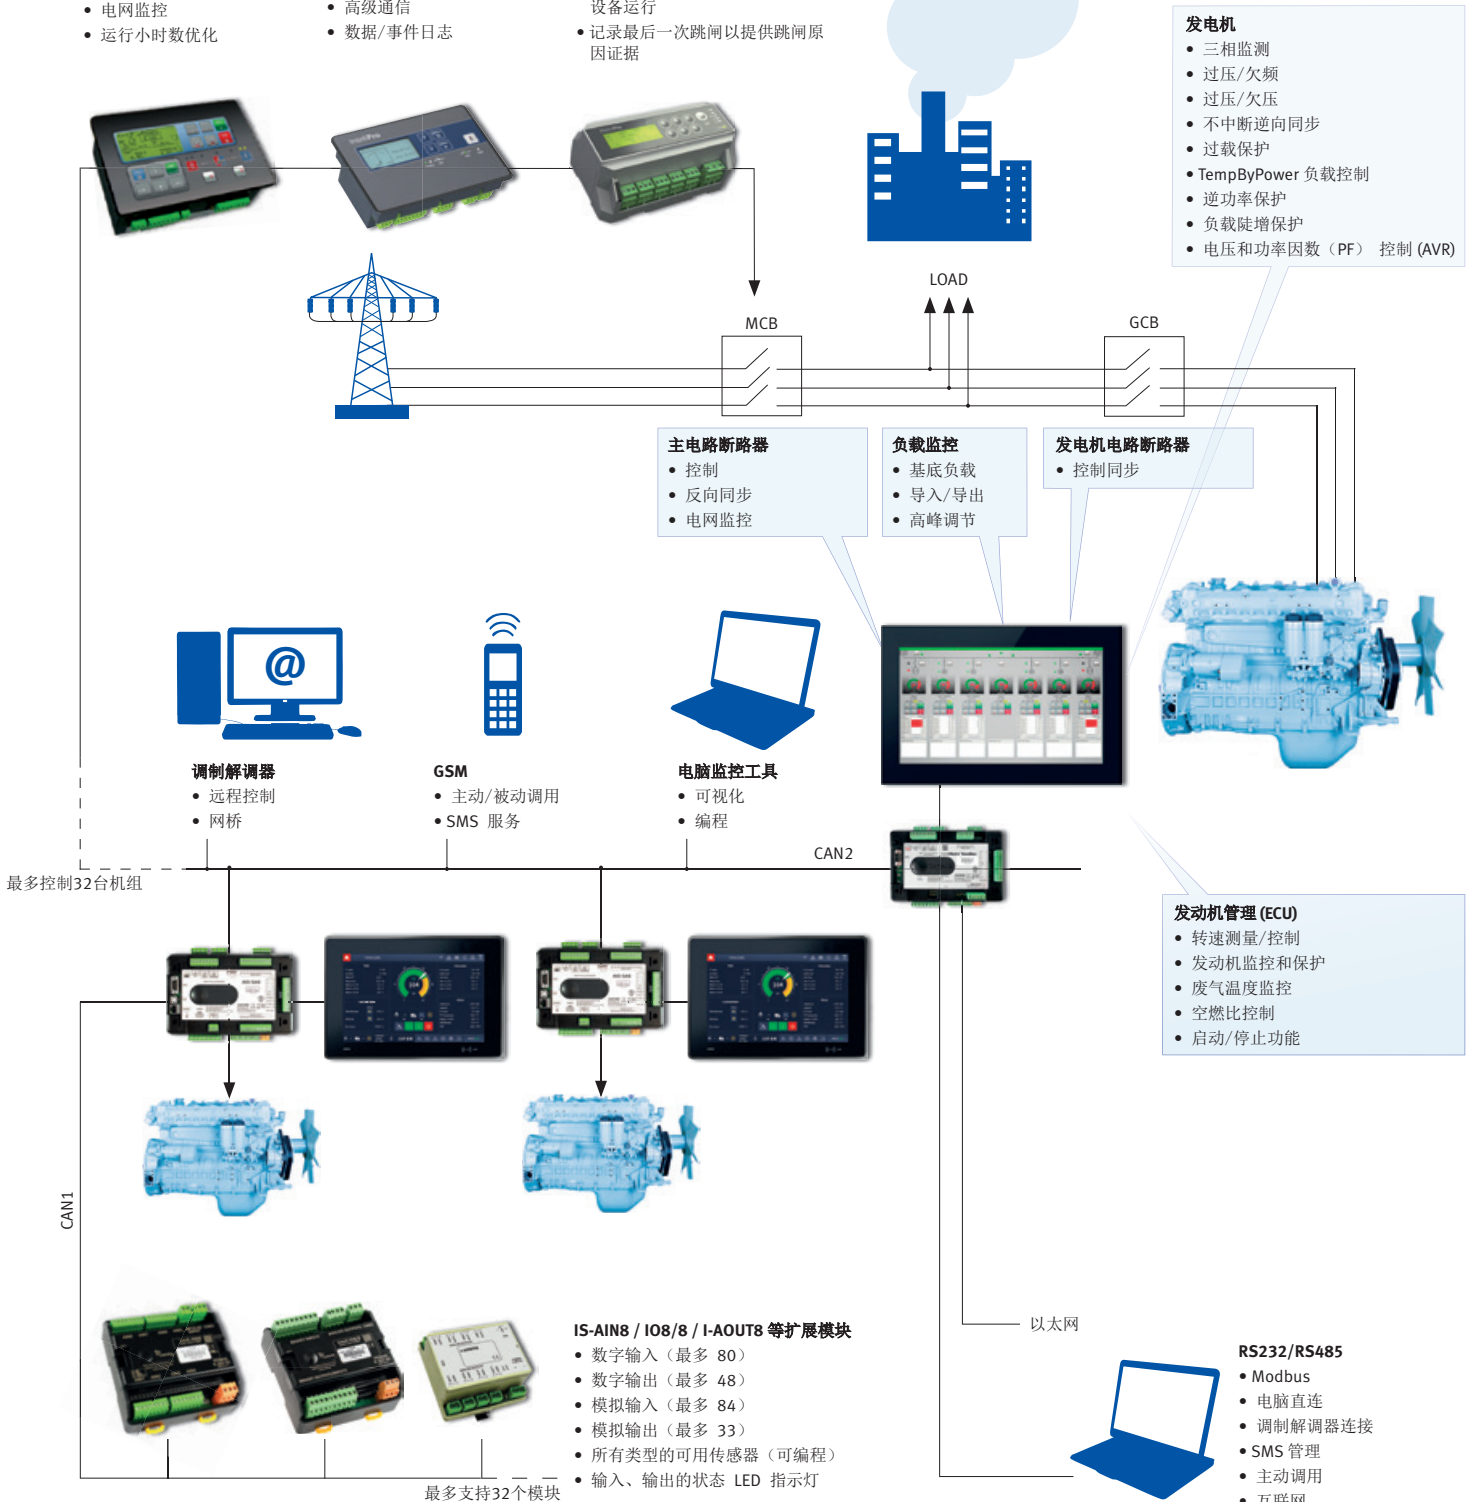 • 电网监控
• 运行小时数优化
• 高级通信
• 数据/事件日志
设备运行
• 记录最后一次跳闸以提供跳闸原
因证据
发电机
• 三相监测
• 过压/欠频
• 过压/欠压
• 不中断逆向同步
• 过载保护
• TempByPower 负载控制
• 逆功率保护
• 负载陡增保护
• 电压和功率因数（PF） 控制 (AVR)
LOAD
MCB
GCB
主电路断路器
• 控制
• 反向同步
• 电网监控
负载监控
• 基底负载
• 导入/导出
• 高峰调节
发电机电路断路器
• 控制同步
@
调制解调器
• 远程控制
• 网桥
GSM
• 主动/被动调用
• SMS 服务
电脑监控工具
• 可视化
• 编程
CAN2
最多控制32台机组
发动机管理 (ECU)
• 转速测量/控制
• 发动机监控和保护
• 废气温度监控
• 空燃比控制
• 启动/停止功能
CAN1
IS-AIN8 / IO8/8 / I-AOUT8 等扩展模块
• 数字输入（最多 80）
• 数字输出（最多 48）
• 模拟输入（最多 84）
• 模拟输出（最多 33）
• 所有类型的可用传感器（可编程）
• 输入、输出的状态 LED 指示灯
最多支持32个模块
以太网
RS232/RS485
• Modbus
• 电脑直连
• 调制解调器连接
• SMS 管理
• 主动调用
• 互联网